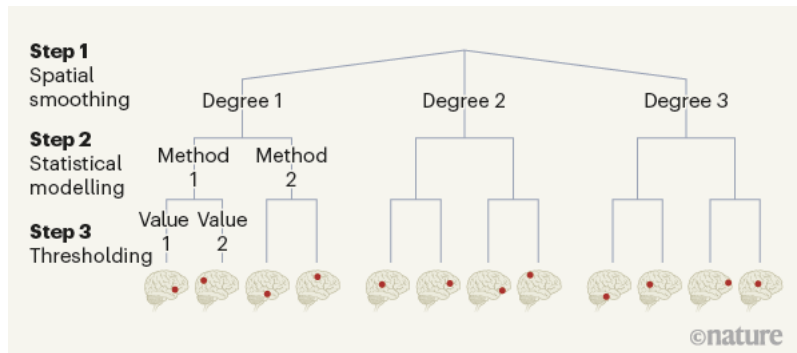 Step 1
Spatial
smoothing
Degree 1
Degree 2
Degree 3
Step 2
Statistical
modelling
Method
1
Method
2
Step 3
Thresholding
Value
1
Value
2
©nature